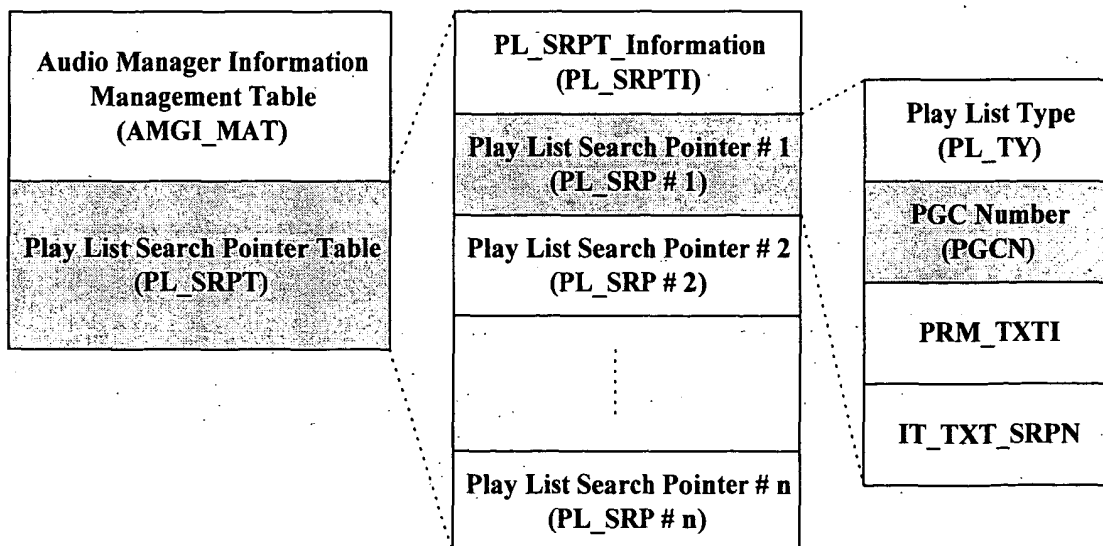 Audio Manager Information
Management Table
(AMGI_MAT)
Play List Search Pointer Table
(PL_SRPT)
PL_SRPT_Information
(PL_SRPTI)
Play List Search Pointer # 1
(PL_SRP # 1)
Play List Search Pointer # 2
(PL_SRP # 2)
Play List Search Pointer # n
(PL_SRP # n)
Play List Type
(PL_TY)
PGC Number
(PGCN)
PRM_TXTI
IT_TXT_SRPN